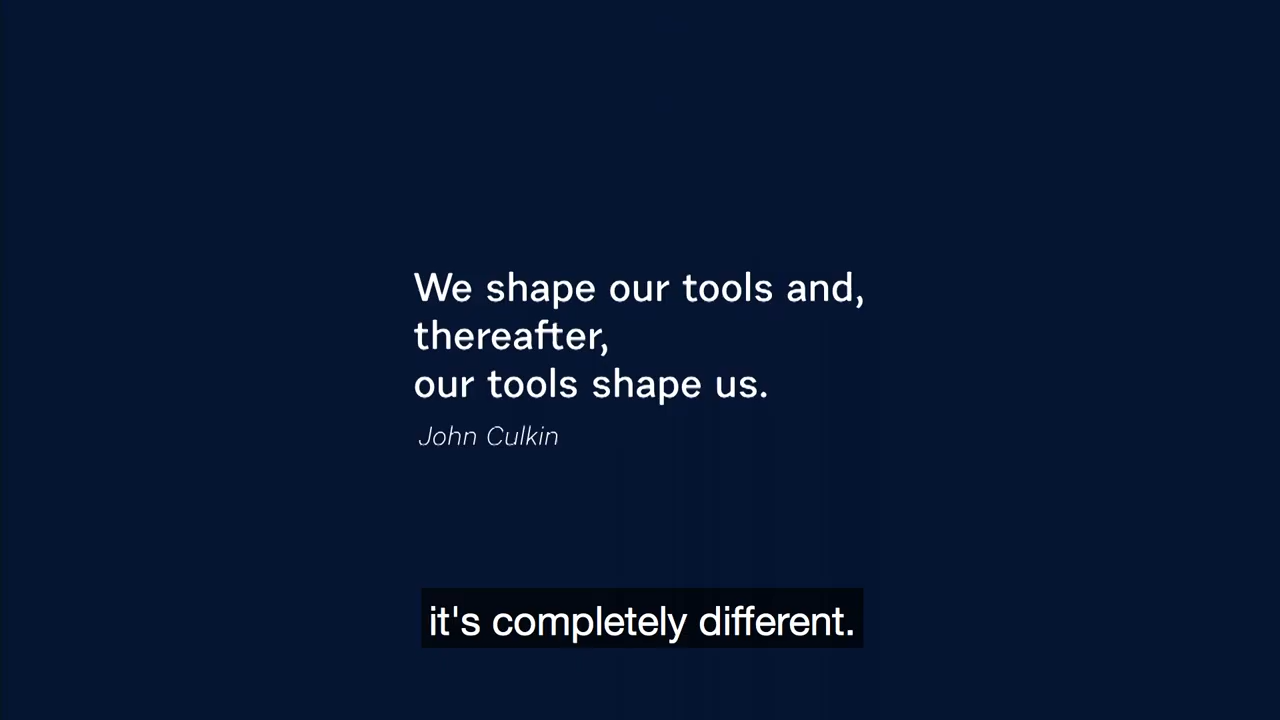 We shape our tools and,
thereafter,
our tools shape us.
John Culkin
it's completely different.